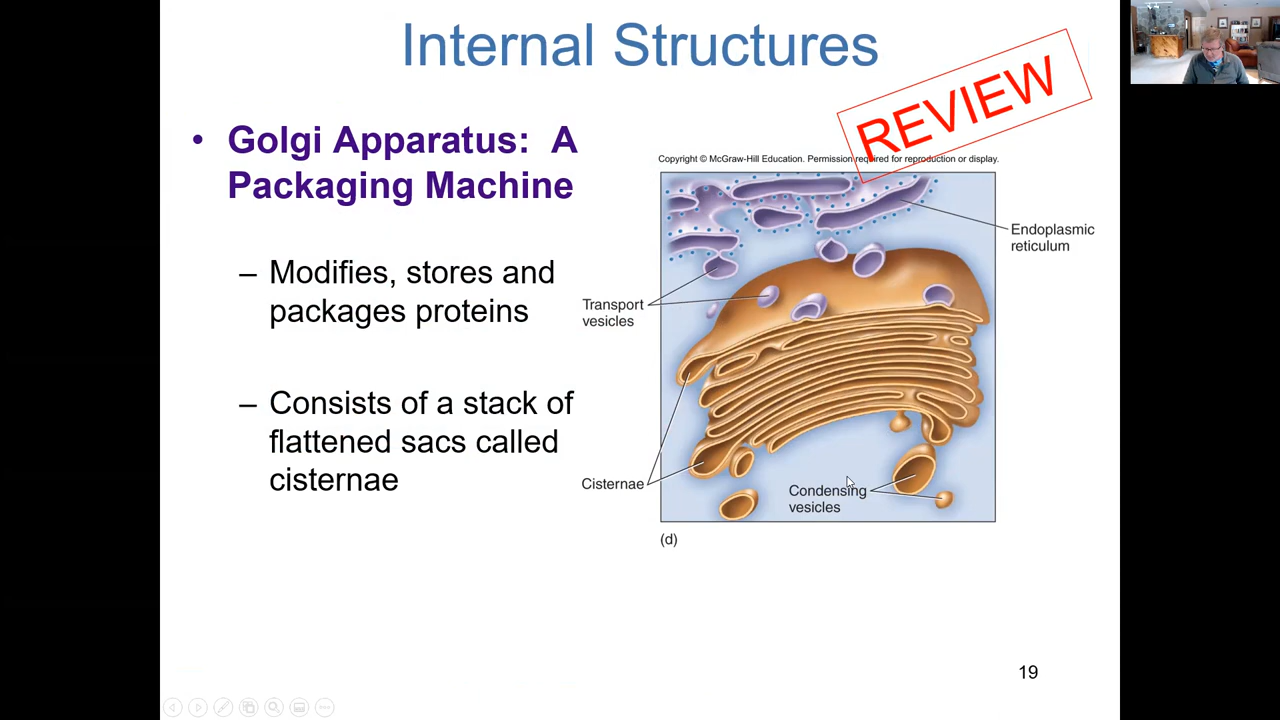 Internal Structures
REVIEW
• Golgi Apparatus: A
Packaging Machine
– Modifies, stores and
packages proteins
– Consists of a stack of
flattened sacs called
cisternae
Copyright © McGraw-Hill Education. Permission required for reproduction or display.
Endoplasmic
reticulum
Transport
vesicles
Cisternae
Condensing
vesicles
(d)
19